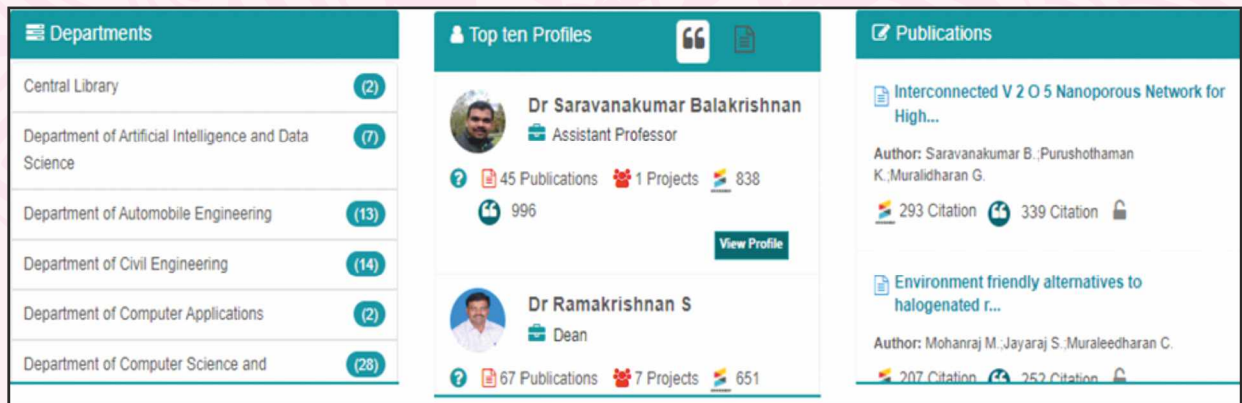 Departments
Central Library (2)
Department of Artificial Intelligence and Data (7)
Science
Department of Automobile Engineering (13)
Department of Civil Engineering (14)
Department of Computer Applications (2)
Department of Computer Science and (28)
Top ten Profiles
Dr Saravanakumar Balakrishnan
Assistant Professor
45 Publications 1 Projects 838
996
View Profile
Dr Ramakrishnan S
Dean
67 Publications 7 Projects 651
Publications
Interconnected V 2 O 5 Nanoporous Network for
High...
Author: Saravanakumar B.;Purushothaman
K.;Muralidharan G.
293 Citation 339 Citation
Environment friendly alternatives to
halogenated r...
Author: Mohanraj M.;Jayaraj S.;Muraleedharan C.
207 Citation 252 Citation